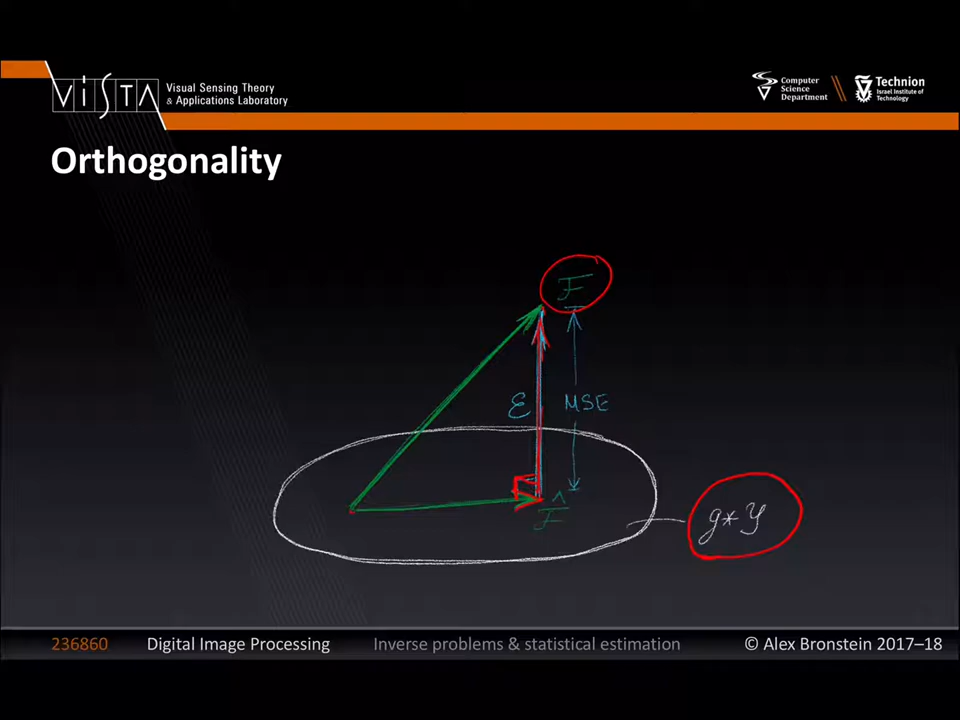 ViSTA
Visual Sensing Theory
& Applications Laboratory
Computer
Science
Department
Technion
Israel Institute of
Technology
Orthogonality
F
ε
MSE
F̂
g*Y
236860
Digital Image Processing
Inverse problems & statistical estimation
© Alex Bronstein 2017–18